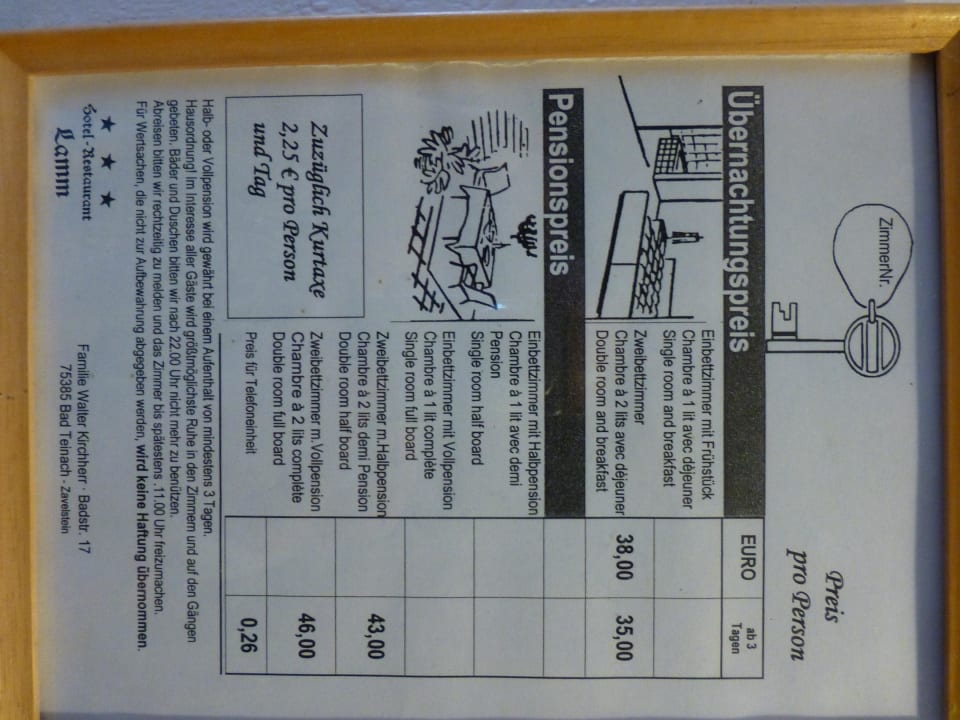 ZimmerNr.
Preis
pro Person
Übernachtungspreis
EURO
ab 3
Tagen
Einbettzimmer mit Frühstück
Chambre à 1 lit avec déjeuner
Single room and breakfast
Zweibettzimmer
Chambre à 2 lits avec déjeuner
Double room and breakfast
38,00
35,00
Pensionspreis
Einbettzimmer mit Halbpension
Chambre à 1 lit avec demi
Pension
Single room half board
Einbettzimmer mit Vollpension
Chambre à 1 lit complète
Single room full board
Zweibettzimmer m.Halbpension
Chambre à 2 lits demi Pension
Double room half board
43,00
Zweibettzimmer m.Vollpension
Chambre à 2 lits complète
Double room full board
46,00
Preis für Telefoneinheit
0,26
Zuzüglich Kurtaxe
2,25 € pro Person
und Tag
Halb- oder Vollpension wird gewährt bei einem Aufenthalt von mindestens 3 Tagen.
Hausordnung! Im Interesse aller Gäste wird größtmöglichste Ruhe in den Zimmern und auf den Gängen
gebeten. Bäder und Duschen bitten wir nach 22.00 Uhr nicht mehr zu benützen.
Abreisen bitten wir rechtzeitig zu melden und das Zimmer bis spätestens .11.00 Uhr freizumachen.
Für Wertsachen, die nicht zur Aufbewahrung abgegeben werden, wird keine Haftung übernommen.
Hotel-Restaurant
Lamm
Familie Walter Kirchherr · Badstr. 17
75385 Bad Teinach - Zavelstein